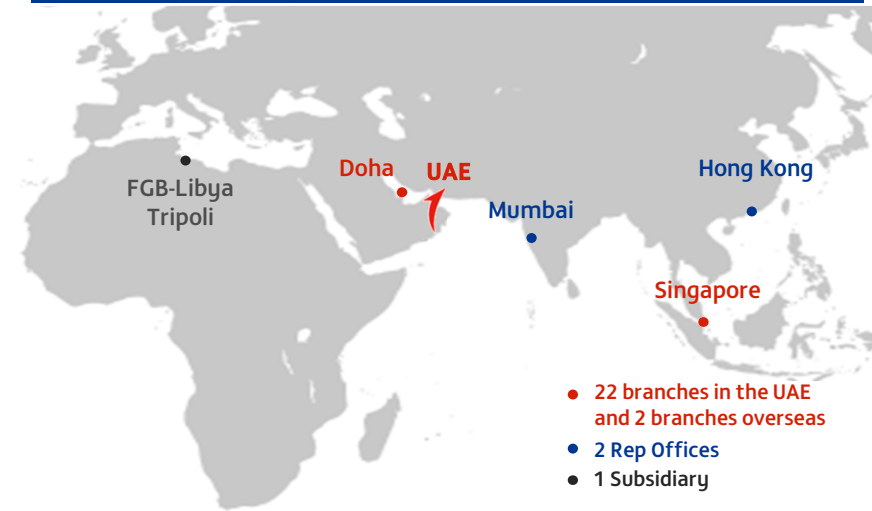 Doha
UAE
Hong Kong
FGB-Libya
Tripoli
Mumbai
Singapore
22 branches in the UAE
and 2 branches overseas
2 Rep Offices
1 Subsidiary